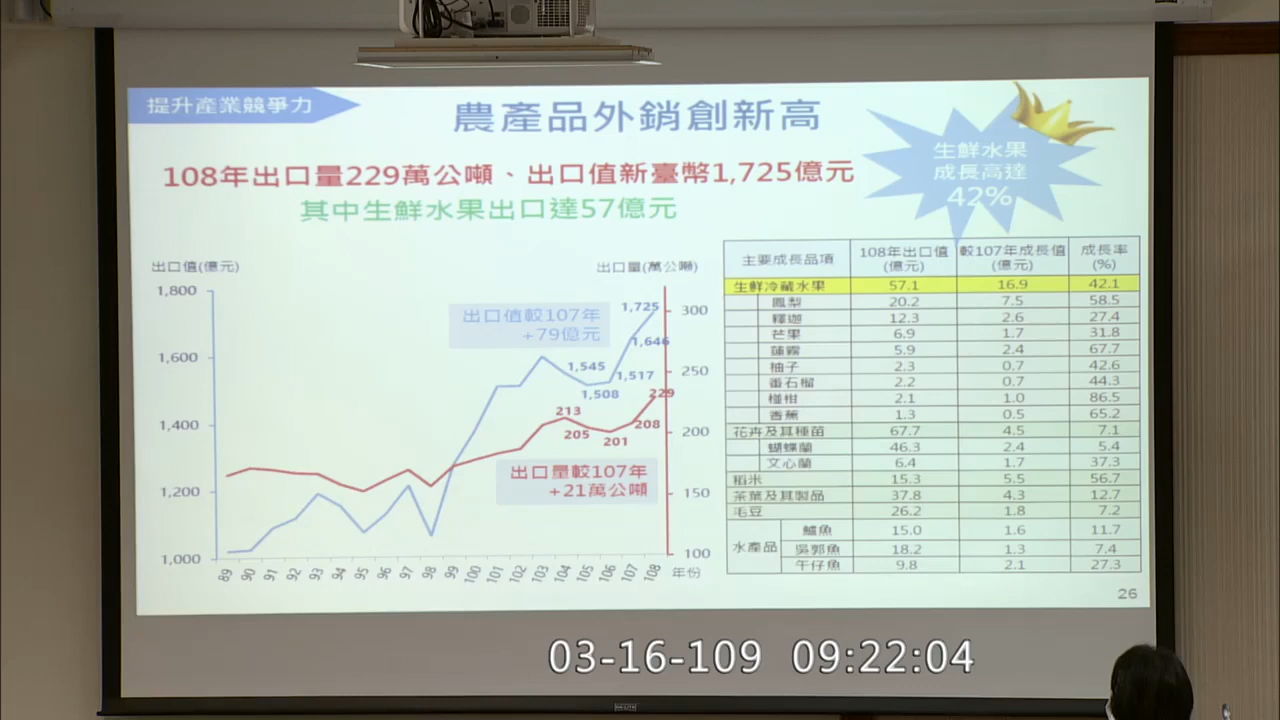 提升產業競爭力
農產品外銷創新高
生鮮水果
成長高達
42%
108年出口量229萬公噸、出口值新臺幣1,725億元
其中生鮮水果出口達57億元
出口值(億元)
出口量(萬公噸)
1,800
1,600
1,400
1,200
1,000
300
250
200
150
100
出口值較107年
+79億元
1,725
1,646
1,545
1,517
1,508
229
213
208
205
201
出口量較107年
+21萬公噸
89 90 91 92 93 94 95 96 97 98 99 100 101 102 103 104 105 106 107 108 年份
主要成長品項 108年出口值(億元) 較107年成長值(億元) 成長率(%)
生鮮冷藏水果 57.1 16.9 42.1
鳳梨 20.2 7.5 58.5
釋迦 12.3 2.6 27.4
芒果 6.9 1.7 31.8
蓮霧 5.9 2.4 67.7
柚子 2.3 0.7 42.6
番石榴 2.2 0.7 44.3
椪柑 2.1 1.0 86.5
香蕉 1.3 0.5 65.2
花卉及其種苗 67.7 4.5 7.1
蝴蝶蘭 46.3 2.4 5.4
文心蘭 6.4 1.7 37.3
稻米 15.3 5.5 56.7
茶葉及其製品 37.8 4.3 12.7
毛豆 26.2 1.8 7.2
水產品 鱸魚 15.0 1.6 11.7
吳郭魚 18.2 1.3 7.4
午仔魚 9.8 2.1 27.3
26
03-16-109 09:22:04